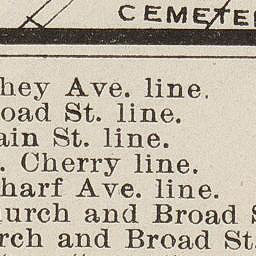 CEMETE
hey Ave. line.
oad St. line.
ain St. line.
. Cherry line.
harf Ave. line.
hurch and Broad S
rch and Broad St.